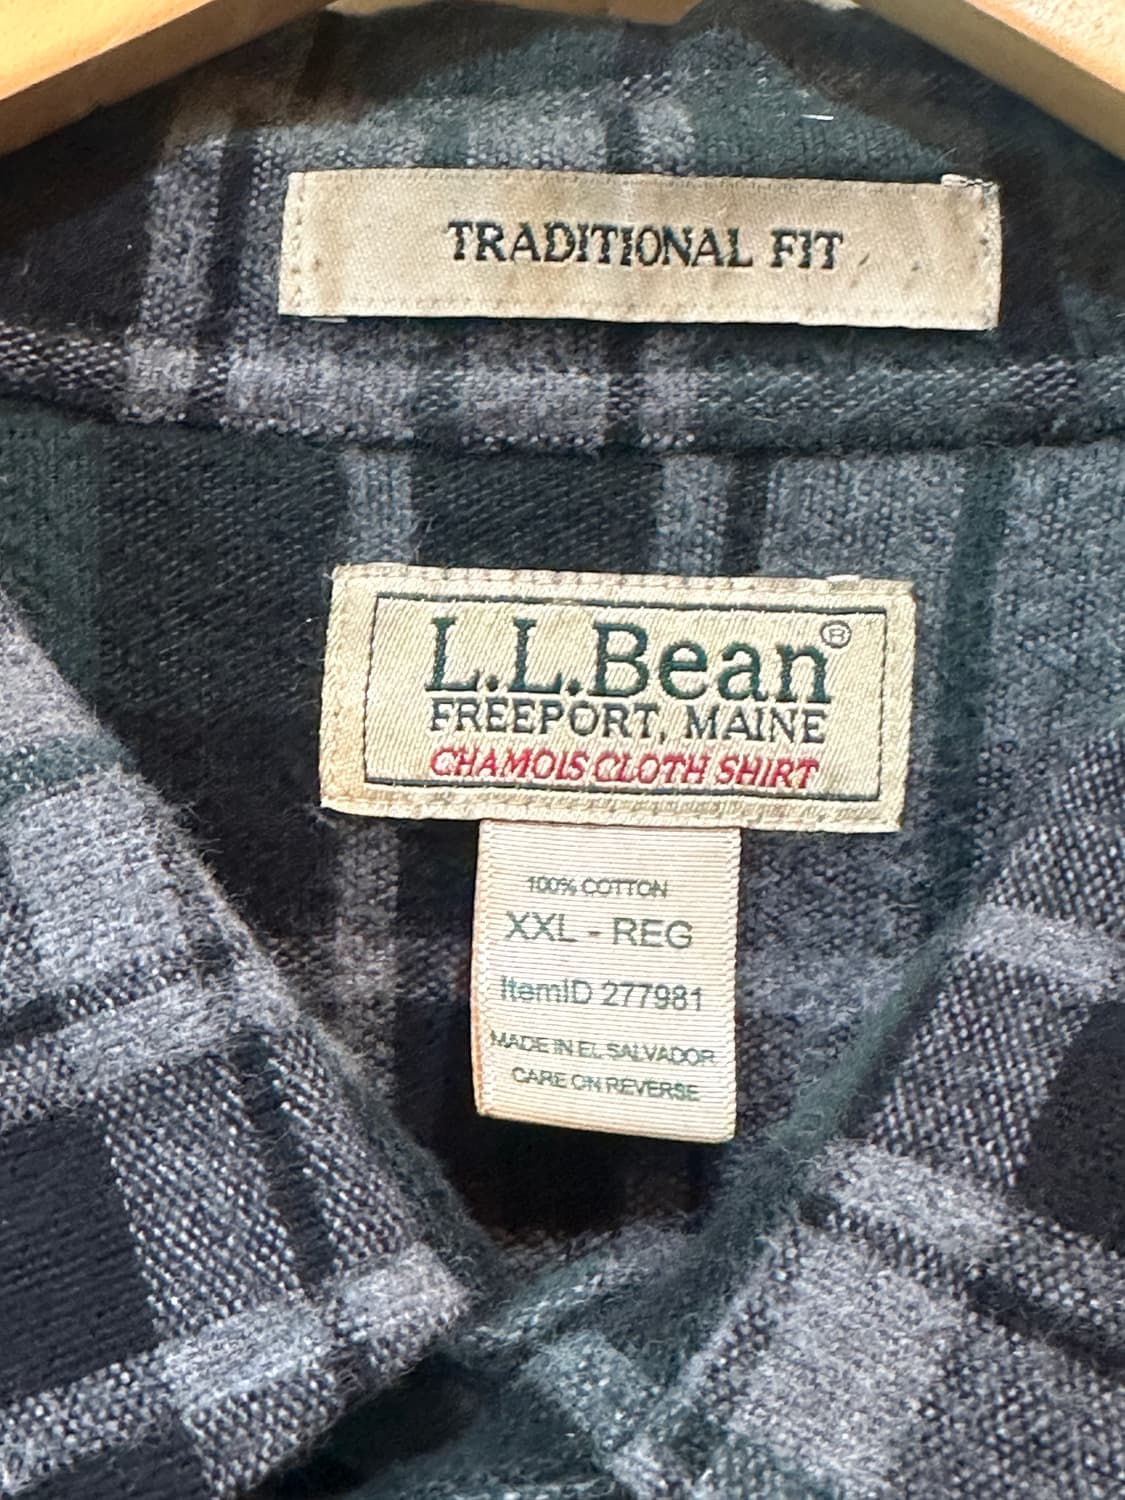 TRADITIONAL FIT
L.L.Bean®
FREEPORT, MAINE
CHAMOIS CLOTH SHIRT
100% COTTON
XXL - REG
ItemID 277981
MADE IN EL SALVADOR
CARE ON REVERSE